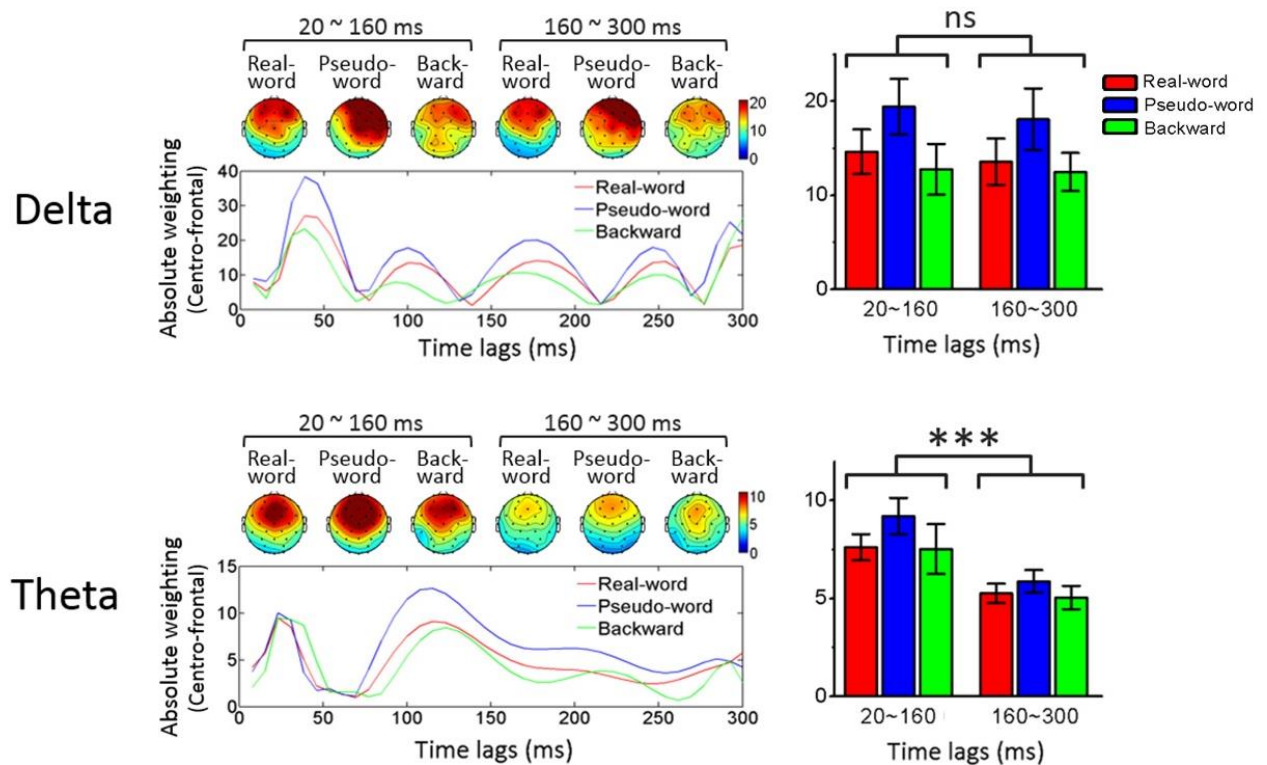 20 ~ 160 ms 160 ~ 300 ms
Real-word Pseudo-word Back-ward Real-word Pseudo-word Back-ward
20
10
0
Delta
Absolute weighting
(Centro-frontal)
40
30
20
10
0
Real-word
Pseudo-word
Backward
0 50 100 150 200 250 300
Time lags (ms)
ns
20
10
0
Real-word
Pseudo-word
Backward
20~160 160~300
Time lags (ms)
20 ~ 160 ms 160 ~ 300 ms
Real-word Pseudo-word Back-ward Real-word Pseudo-word Back-ward
10
5
0
Theta
Absolute weighting
(Centro-frontal)
15
10
5
0
Real-word
Pseudo-word
Backward
0 50 100 150 200 250 300
Time lags (ms)
***
10
5
0
20~160 160~300
Time lags (ms)